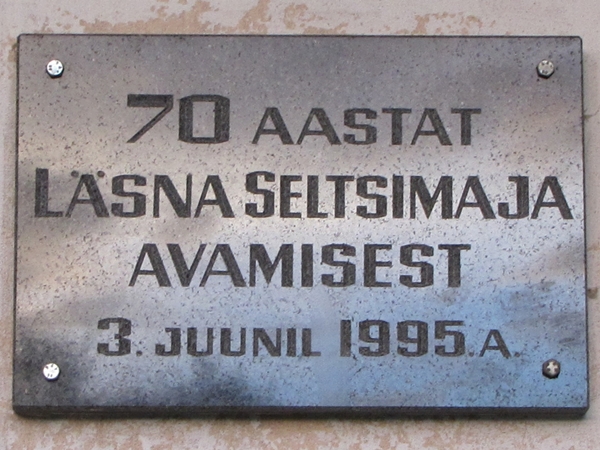 70 AASTAT
LÄSNA SELTSIMAJA
AVAMISEST
3. JUUNIL 1995.A.